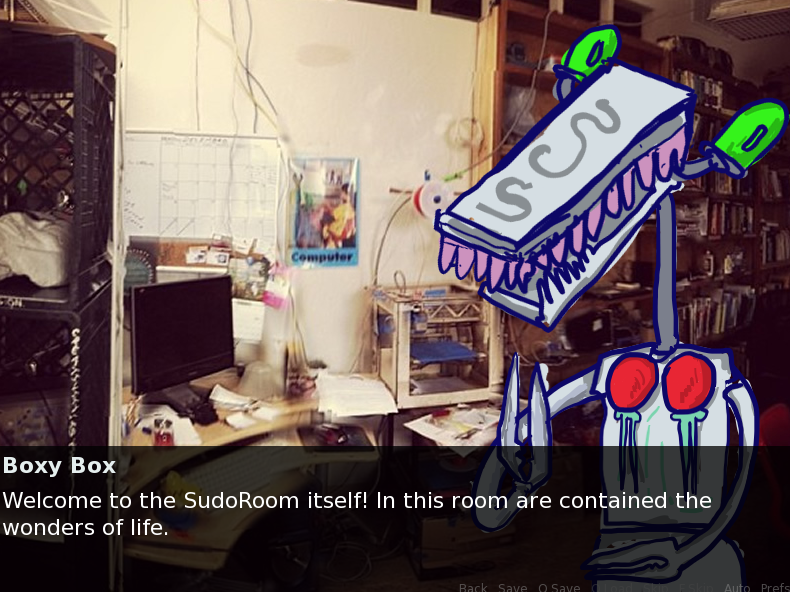 Computer
Boxy Box
Welcome to the SudoRoom itself! In this room are contained the
wonders of life.
Back Save Q.Save Auto Prefs